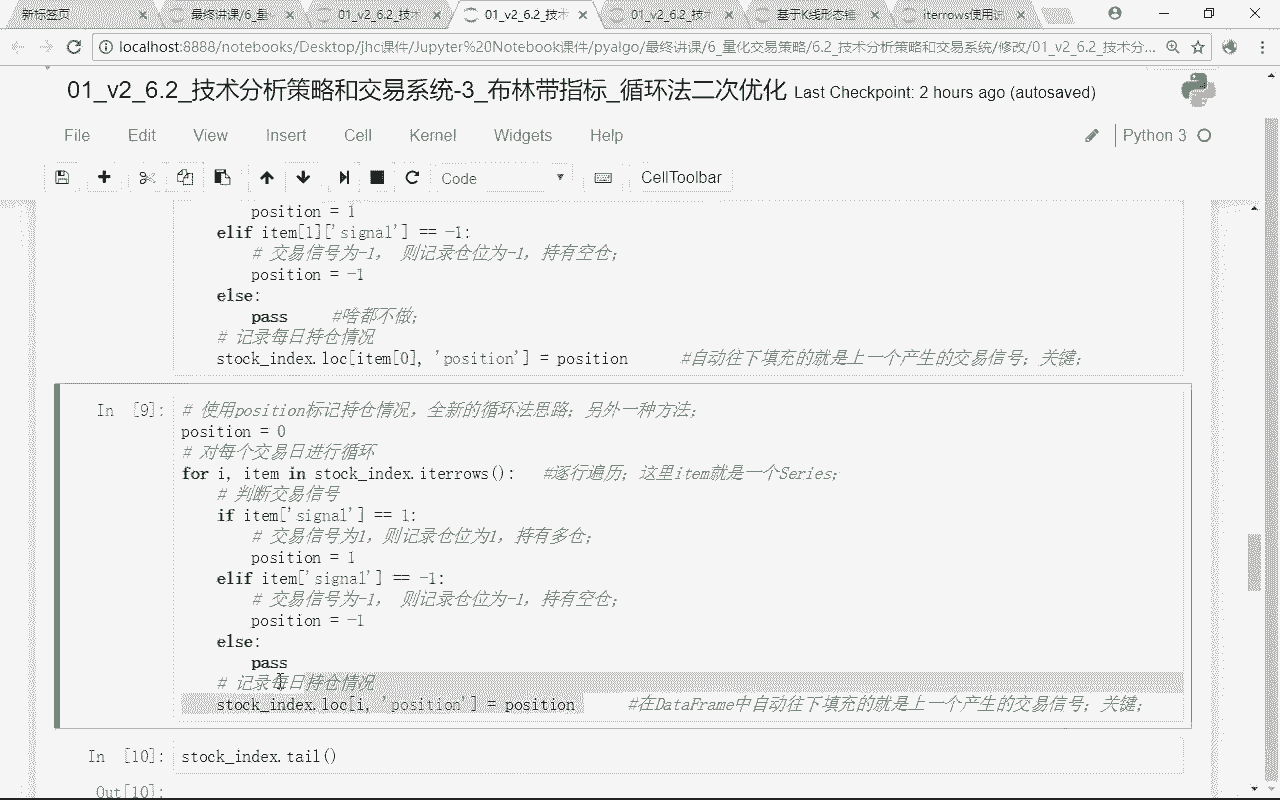 新标签页
最终讲课/6_量
01_v2_6.2_技术
01_v2_6.2_技术
01_v2_6.2_技术
基于K线形态锤
iterrows使用说
localhost:8888/notebooks/Desktop/jhc课件/Jupyter%20Notebook课件/pyalgo/最终讲课/6_量化交易策略/6.2_技术分析策略和交易系统/修改/01_v2_6.2_技术分...
01_v2_6.2_技术分析策略和交易系统-3_布林带指标_循环法二次优化 Last Checkpoint: 2 hours ago (autosaved)
File Edit View Insert Cell Kernel Widgets Help Python 3
Code CellToolbar
position = 1
elif item[1]['signal'] == -1:
# 交易信号为-1， 则记录仓位为-1，持有空仓；
position = -1
else:
pass #啥都不做；
# 记录每日持仓情况
stock_index.loc[item[0], 'position'] = position #自动往下填充的就是上一个产生的交易信号；关键；
In [9]: # 使用position标记持仓情况，全新的循环法思路；另外一种方法；
position = 0
# 对每个交易日进行循环
for i, item in stock_index.iterrows(): #逐行遍历；这里item就是一个Series；
# 判断交易信号
if item['signal'] == 1:
# 交易信号为1，则记录仓位为1，持有多仓；
position = 1
elif item['signal'] == -1:
# 交易信号为-1， 则记录仓位为-1，持有空仓；
position = -1
else:
pass
# 记录每日持仓情况
stock_index.loc[i, 'position'] = position #在DataFrame中自动往下填充的就是上一个产生的交易信号；关键；
In [10]: stock_index.tail()
Out[10]: